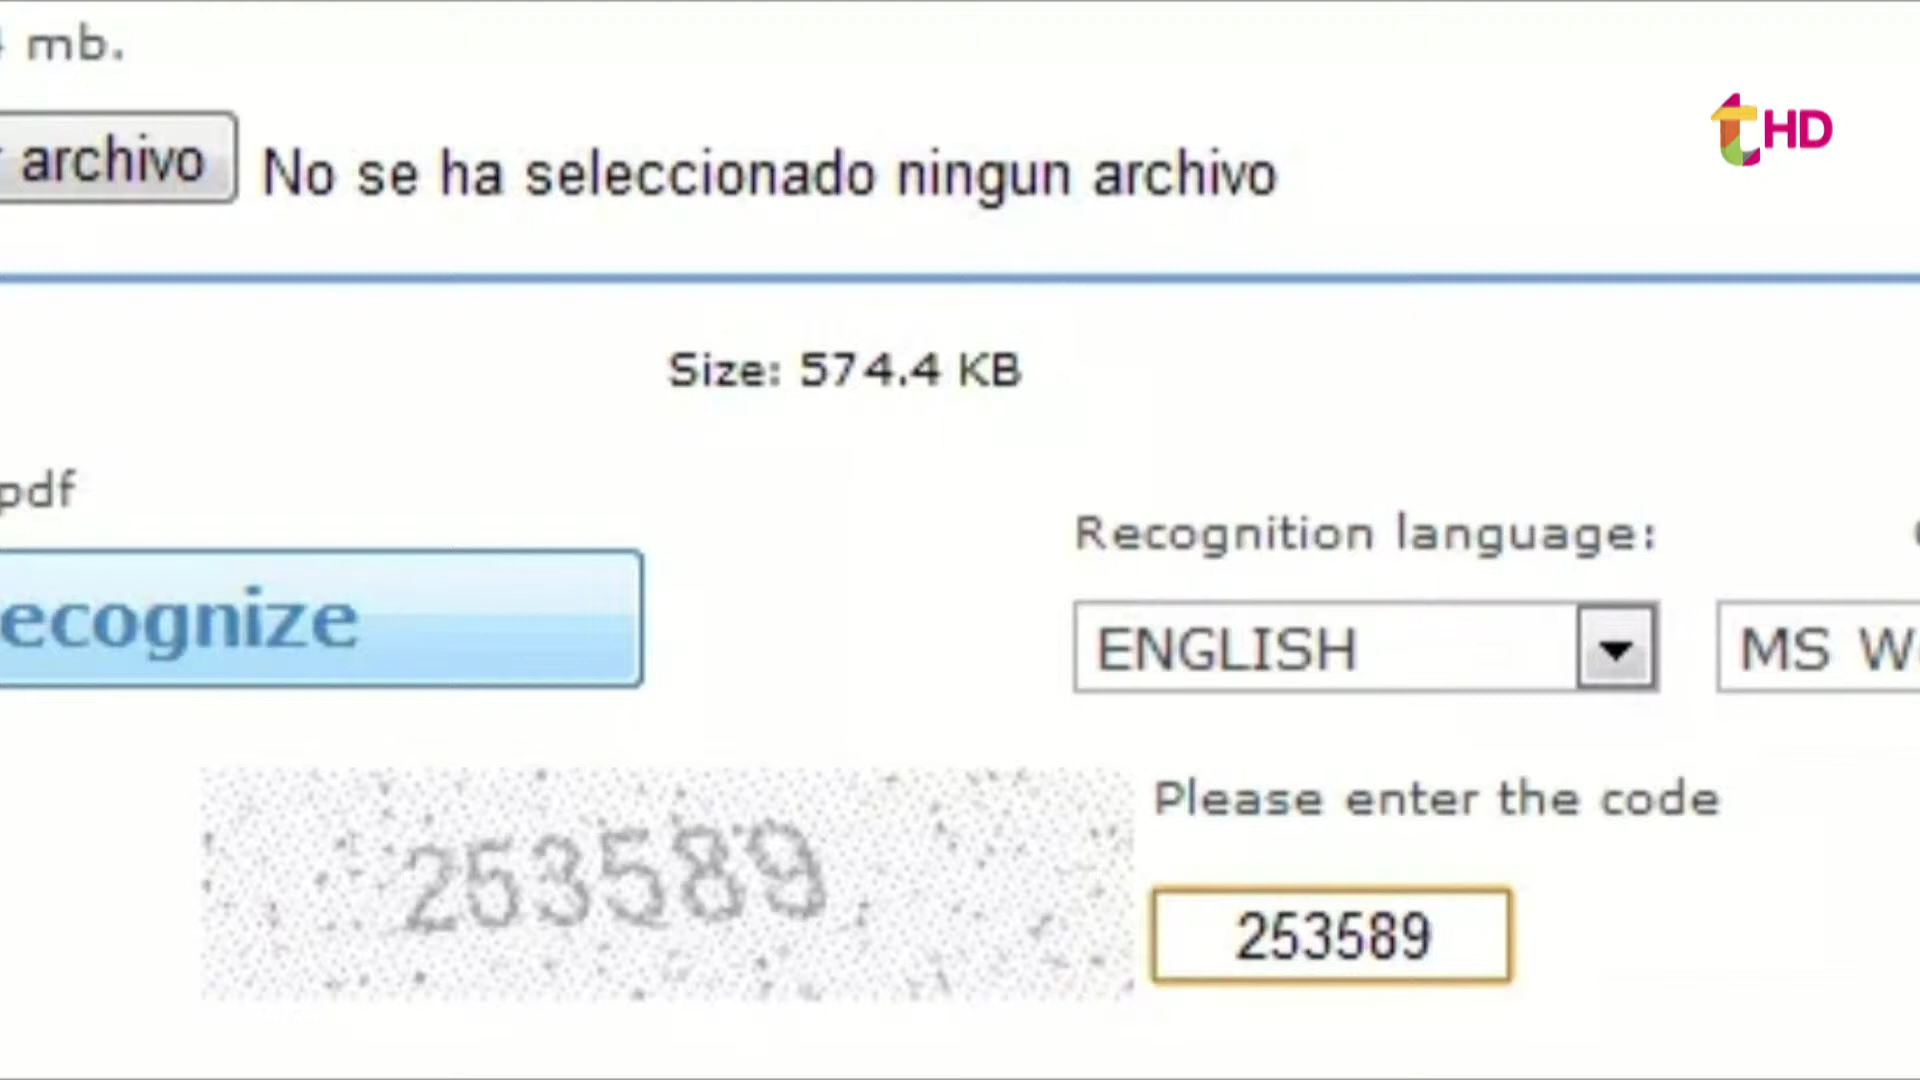 mb.
archivo No se ha seleccionado ningun archivo
HD
Size: 574.4 KB
pdf
Recognition language:
ecognize
ENGLISH
MS W
253589
Please enter the code
253589